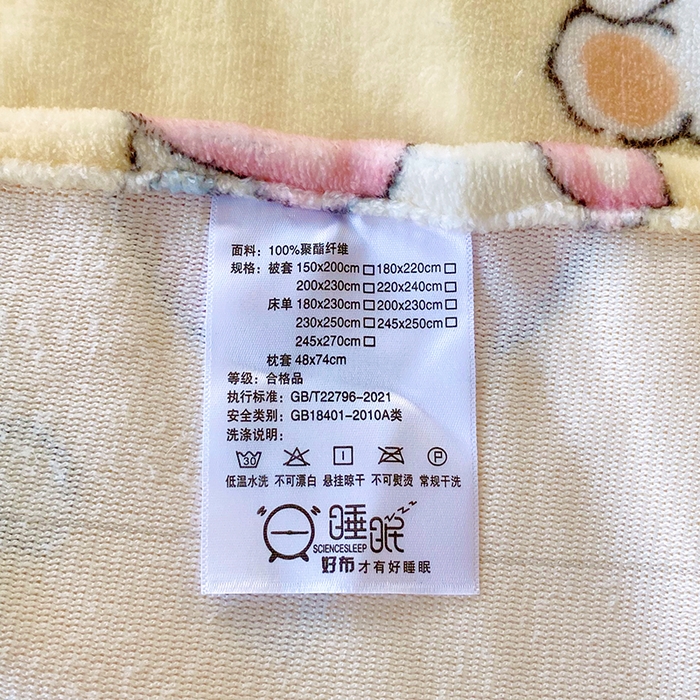 面料：100%聚酯纤维
规格：被套 150x200cm □ 180x220cm □
200x230cm □ 220x240cm □
床单 180x230cm □ 200x230cm □
230x250cm □ 245x250cm □
245x270cm □
枕套 48x74cm
等级：合格品
执行标准：GB/T22796-2021
安全类别：GB18401-2010A类
洗涤说明：
30 P
低温水洗 不可漂白 悬挂晾干 不可熨烫 常规干洗
睡眠 zzz
SCIENCESLEEP
好布才有好睡眠